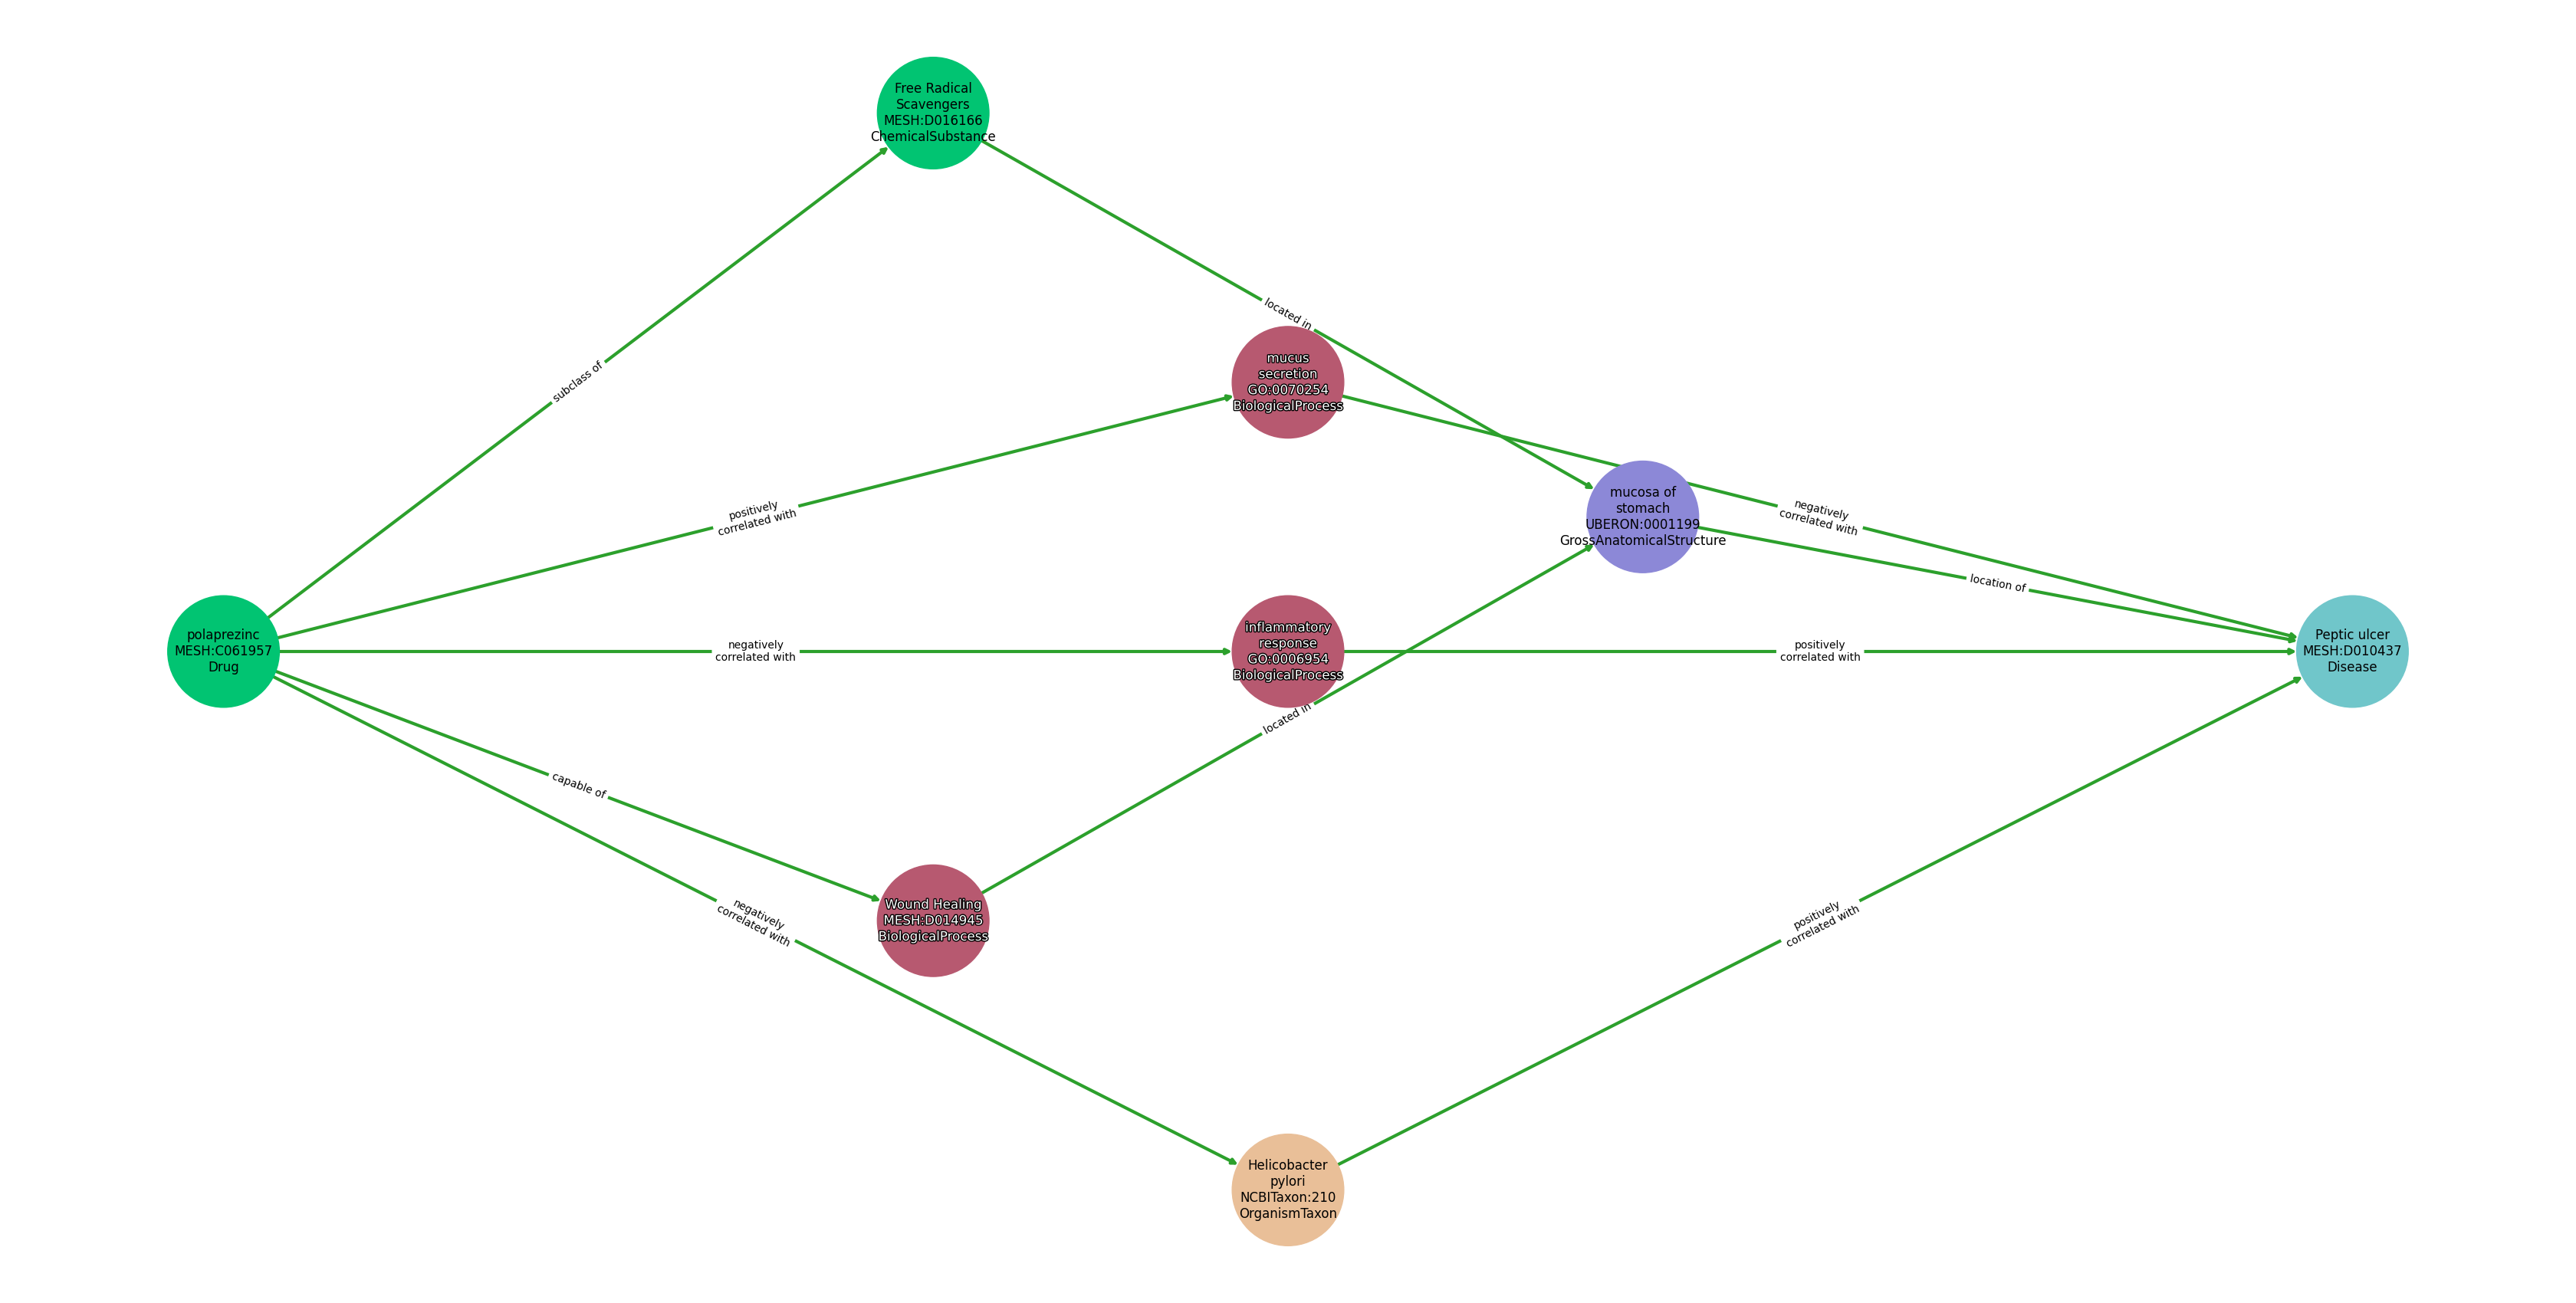 Free Radical
Scavengers
MESH:D016166
ChemicalSubstance
located in
mucus
secretion
GO:0070254
BiologicalProcess
subclass of
positively
correlated with
mucosa of
stomach
UBERON:0001199
GrossAnatomicalStructure
negatively
correlated with
location of
polaprezinc
MESH:C061957
Drug
negatively
correlated with
inflammatory
response
GO:0006954
BiologicalProcess
positively
correlated with
Peptic ulcer
MESH:D010437
Disease
located in
capable of
Wound Healing
MESH:D014945
BiologicalProcess
negatively
correlated with
positively
correlated with
Helicobacter
pylori
NCBITaxon:210
OrganismTaxon